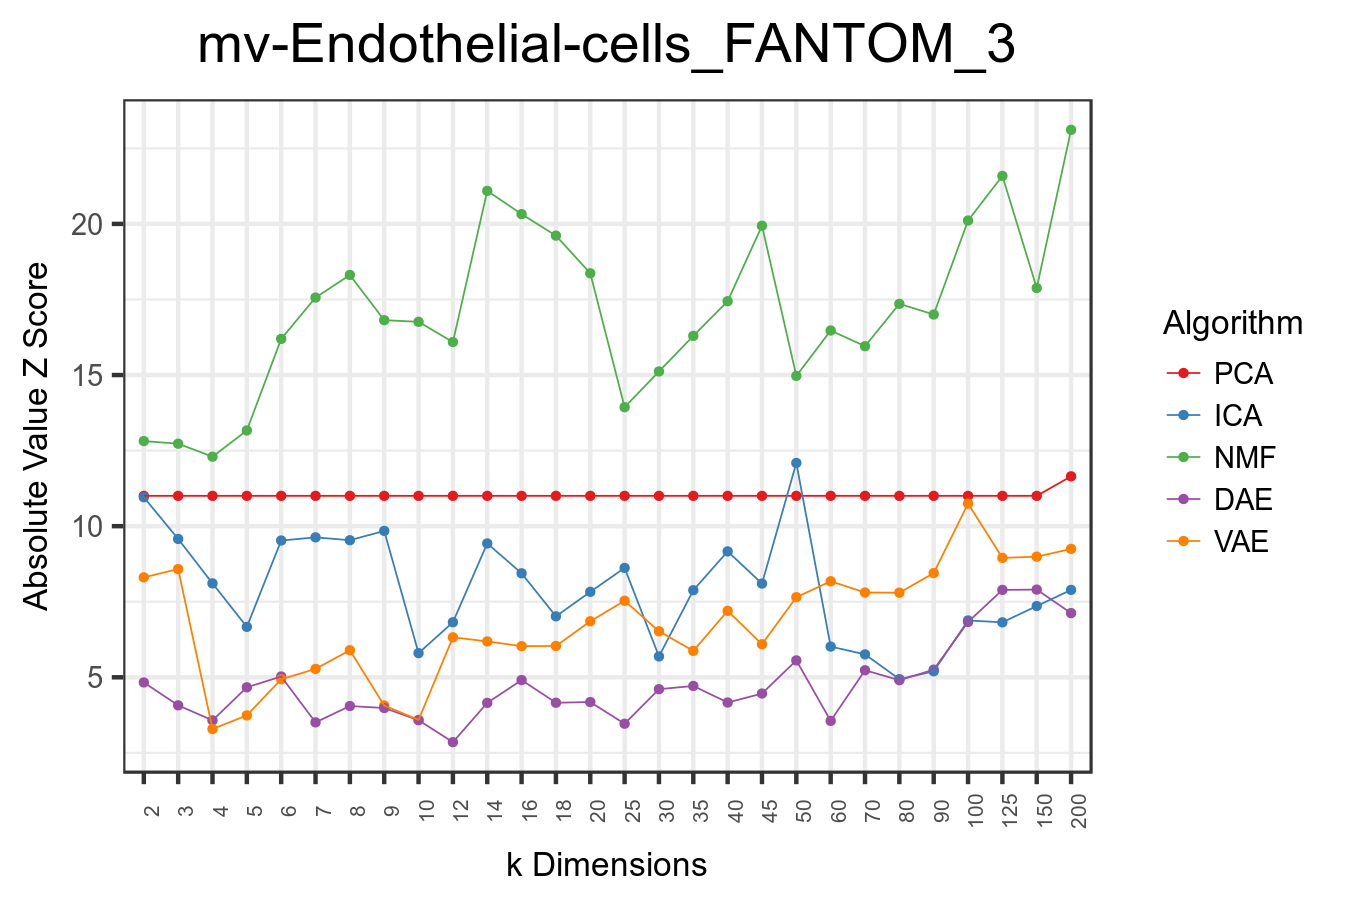 mv-Endothelial-cells_FANTOM_3
Absolute Value Z Score
20
15
10
5
2 3 4 5 6 7 8 9 10 12 14 16 18 20 25 30 35 40 45 50 60 70 80 90 100 125 150 200
k Dimensions
Algorithm
PCA
ICA
NMF
DAE
VAE